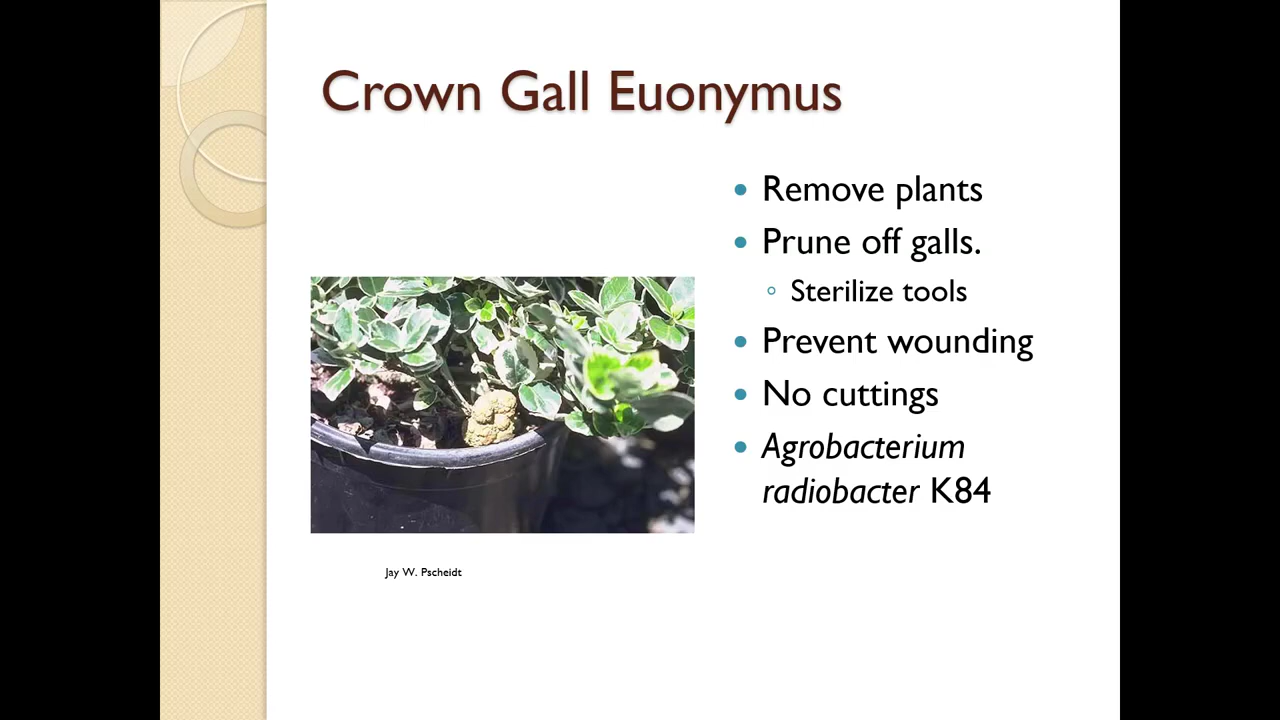 Crown Gall Euonymus
Remove plants
Prune off galls.
Sterilize tools
Prevent wounding
No cuttings
Agrobacterium
radiobacter K84
Jay W. Pscheidt